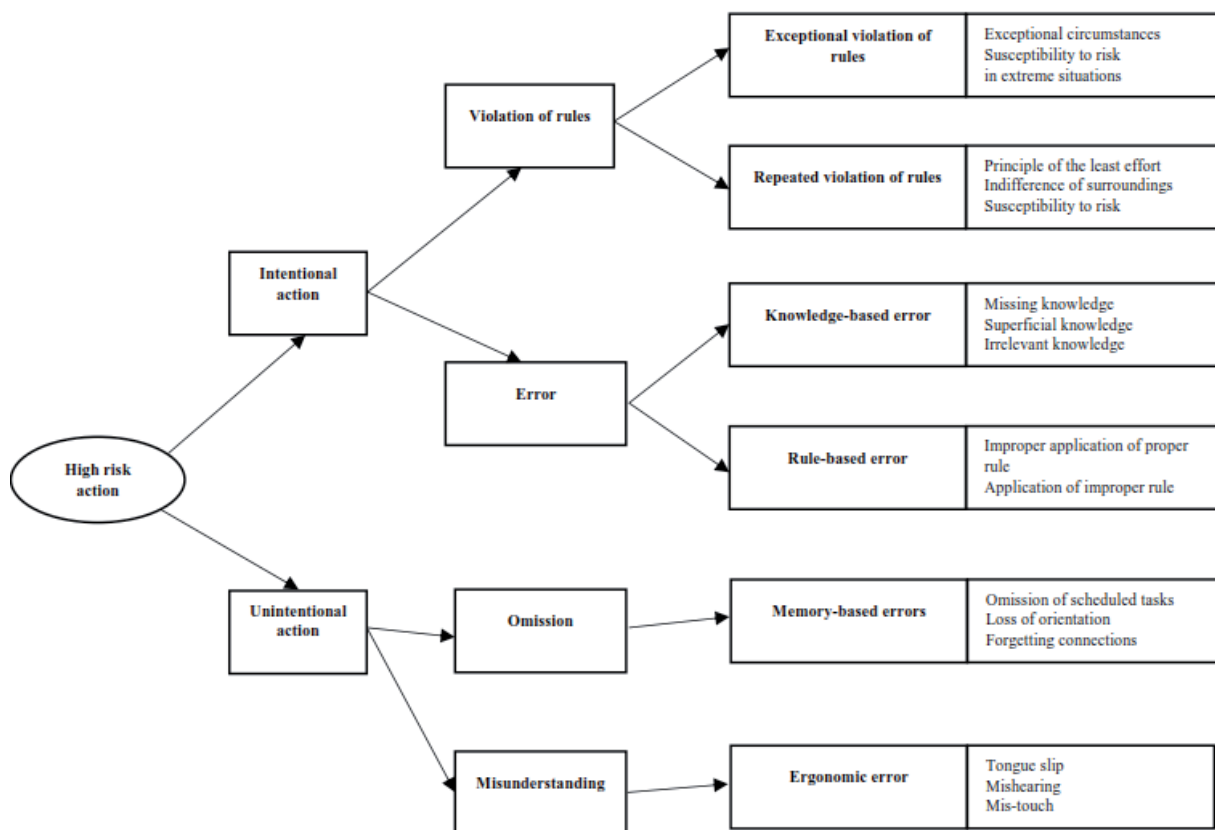 Exceptional violation of
rules
Exceptional circumstances
Susceptibility to risk
in extreme situations
Violation of rules
Repeated violation of rules
Principle of the least effort
Indifference of surroundings
Susceptibility to risk
Intentional
action
Knowledge-based error
Missing knowledge
Superficial knowledge
Irrelevant knowledge
Error
Rule-based error
Improper application of proper
rule
Application of improper rule
High risk
action
Unintentional
action
Omission
Memory-based errors
Omission of scheduled tasks
Loss of orientation
Forgetting connections
Misunderstanding
Ergonomic error
Tongue slip
Mishearing
Mis-touch